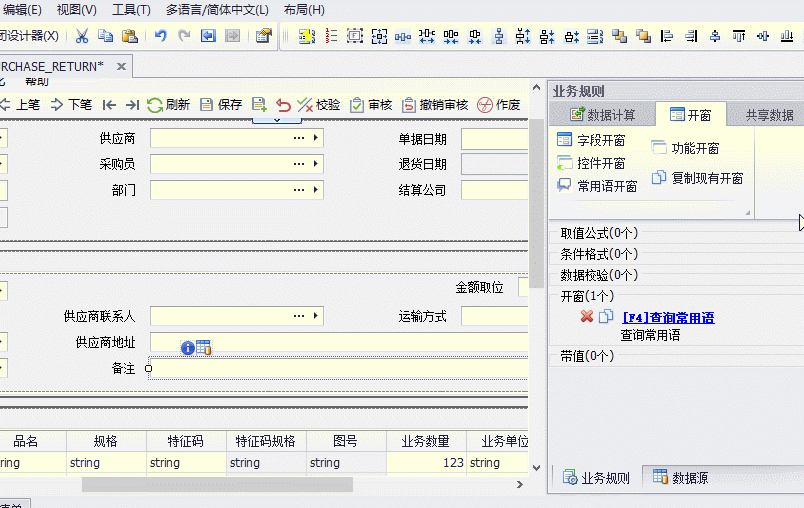 编辑(E) 视图(V) 工具(T) 多语言/简体中文(L) 布局(H)
闭设计器(X)
RCHASE_RETURN*
帮助
上笔 下笔 刷新 保存 校验 审核 撤销审核 作废
供应商 单据日期
采购员 退货日期
部门 结算公司
金额取位
供应商联系人 运输方式
供应商地址
备注
品名 规格 特征码 特征码规格 图号 业务数量 业务单位
ring string string string string 123 string
业务规则
数据计算 开窗 共享数据
字段开窗 功能开窗
控件开窗
常用语开窗 复制现有开窗
取值公式(0个)
条件格式(0个)
数据校验(0个)
开窗(1个)
[F4]查询常用语
查询常用语
带值(0个)
业务规则 数据源